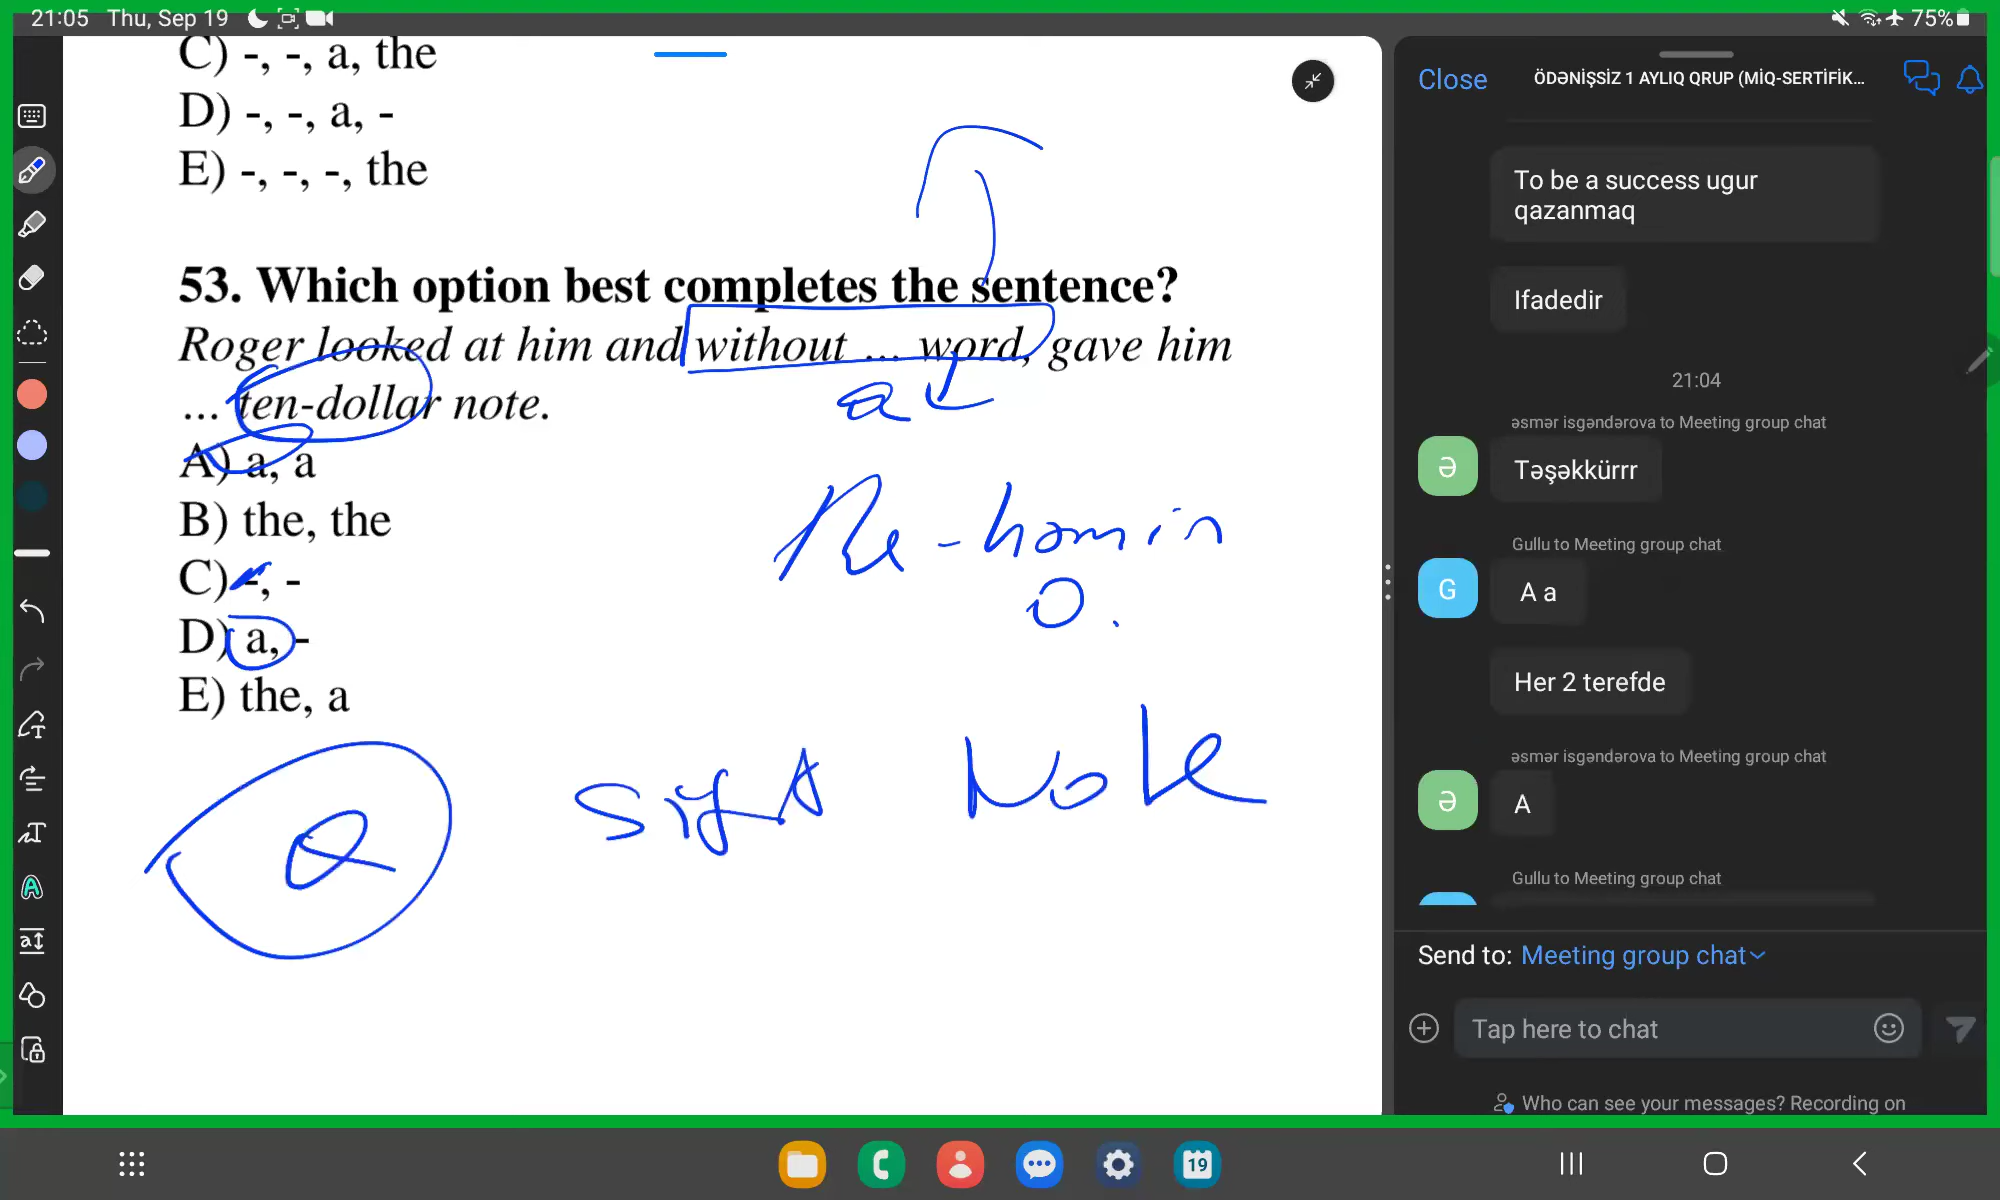 21:05 Thu, Sep 19
75%
C) -, -, a, the
D) -, -, a, -
E) -, -, -, the
53. Which option best completes the sentence?
Roger looked at him and without ... word, gave him
... ten-dollar note.
a
A) a, a
B) the, the
C) -, -
D) a, -
E) the, a
a
Close
ÖDƏNİŞSİZ 1 AYLIQ QRUP (MİQ-SERTİFİK...
To be a success ugur
qazanmaq
Ifadedir
21:04
əsmər isgəndərova to Meeting group chat
Ə
Təşəkkürrr
Gullu to Meeting group chat
G
A a
Her 2 terefde
əsmər isgəndərova to Meeting group chat
Ə
A
Gullu to Meeting group chat
Send to: Meeting group chat
Tap here to chat
Who can see your messages? Recording on
19